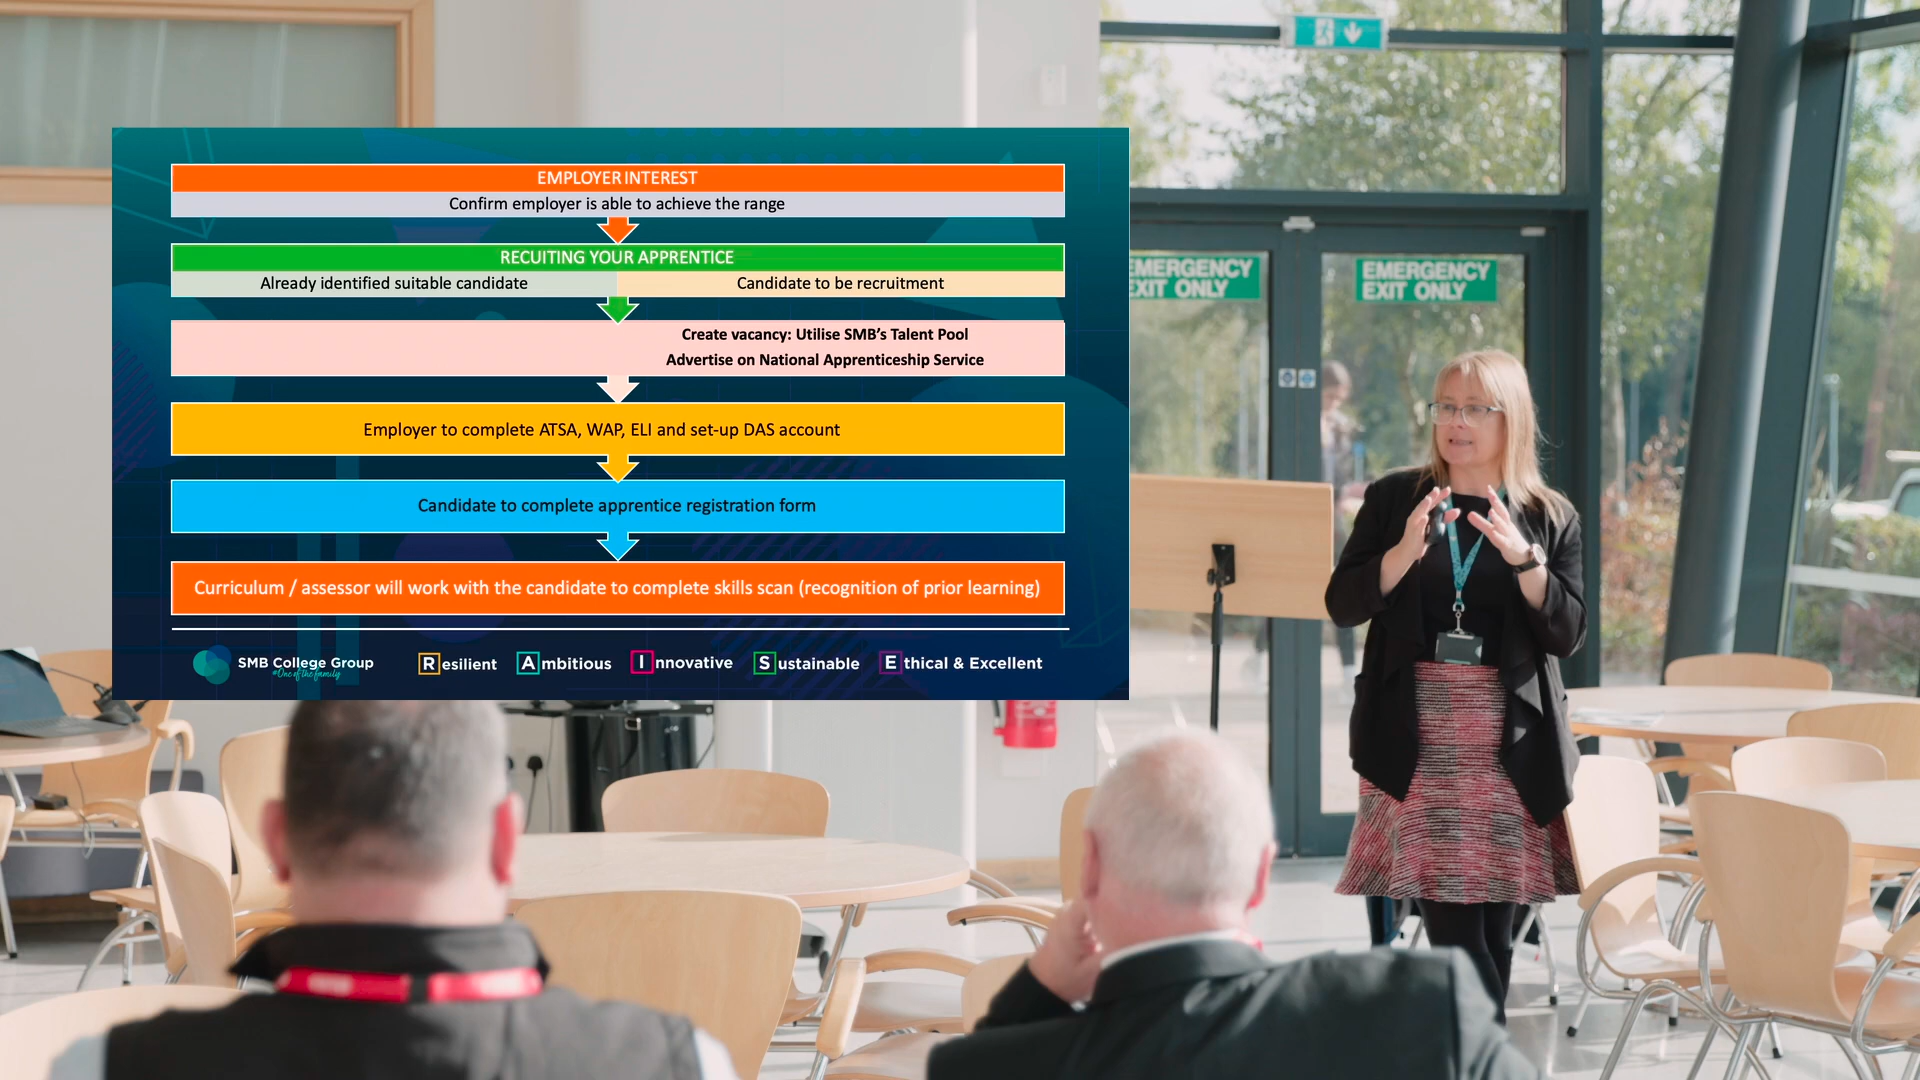 EMPLOYER INTEREST
Confirm employer is able to achieve the range
RECUITING YOUR APPRENTICE
Already identified suitable candidate
Candidate to be recruitment
Create vacancy: Utilise SMB's Talent Pool
Advertise on National Apprenticeship Service
Employer to complete ATSA, WAP, ELI and set-up DAS account
Candidate to complete apprentice registration form
Curriculum / assessor will work with the candidate to complete skills scan (recognition of prior learning)
SMB College Group
#One of the family
Resilient
Ambitious
Innovative
Sustainable
Ethical & Excellent
EMERGENCY
EXIT ONLY
EMERGENCY
EXIT ONLY